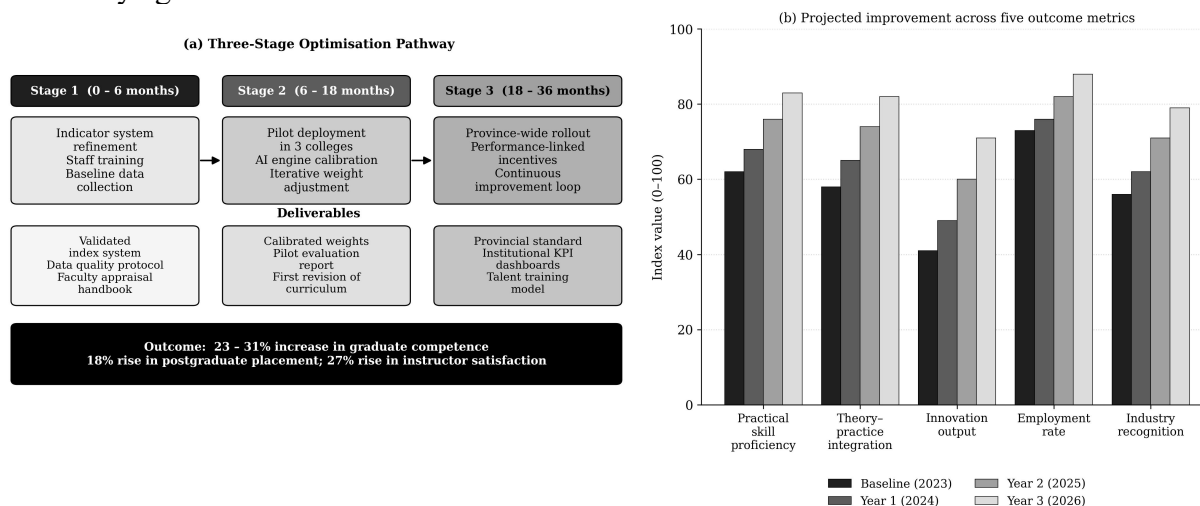 (a) Three-Stage Optimisation Pathway
Stage 1 (0 – 6 months)
Stage 2 (6 – 18 months)
Stage 3 (18 – 36 months)
Indicator system
refinement
Staff training
Baseline data
collection
Pilot deployment
in 3 colleges
AI engine calibration
Iterative weight
adjustment
Province-wide rollout
Performance-linked
incentives
Continuous
improvement loop
Deliverables
Validated
index system
Data quality protocol
Faculty appraisal
handbook
Calibrated weights
Pilot evaluation
report
First revision of
curriculum
Provincial standard
Institutional KPI
dashboards
Talent training
model
Outcome: 23 – 31% increase in graduate competence
18% rise in postgraduate placement; 27% rise in instructor satisfaction
(b) Projected improvement across five outcome metrics
Index value (0–100)
100
80
60
40
20
0
Practical
skill
proficiency
Theory–
practice
integration
Innovation
output
Employment
rate
Industry
recognition
Baseline (2023)
Year 1 (2024)
Year 2 (2025)
Year 3 (2026)